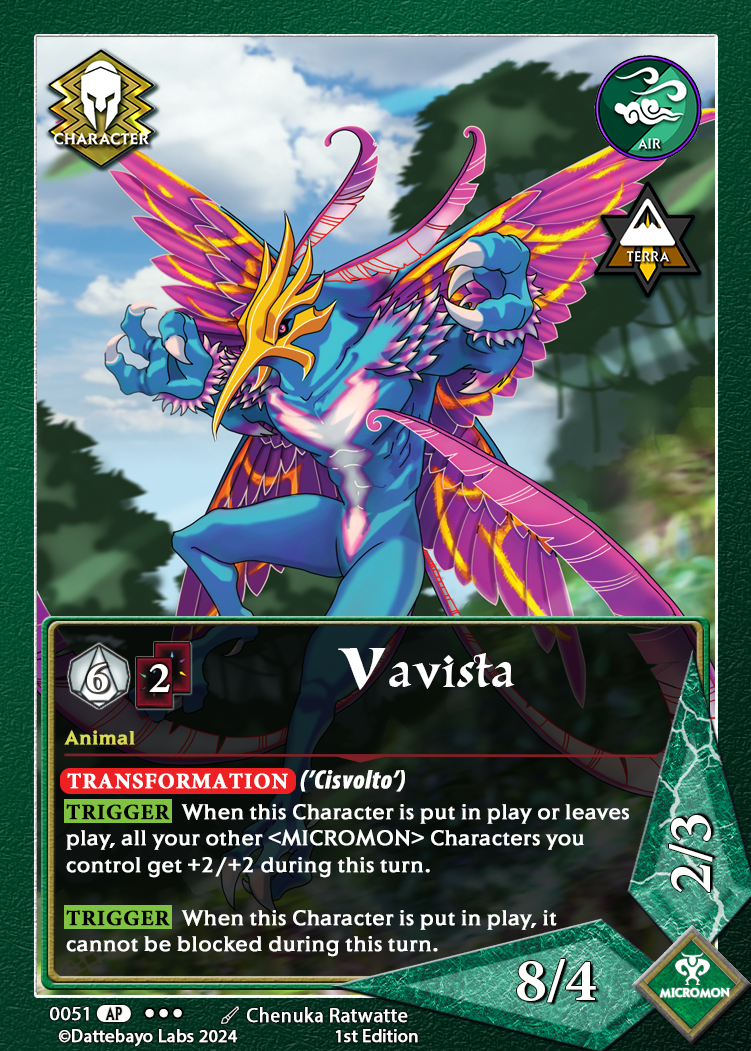 CHARACTER
AIR
TERRA
6 2 Vavista
Animal
TRANSFORMATION ('Cisvolto')
TRIGGER When this Character is put in play or leaves
play, all your other <MICROMON> Characters you
control get +2/+2 during this turn.
TRIGGER When this Character is put in play, it
cannot be blocked during this turn.
2/3
8/4
MICROMON
0051 AP ••• Chenuka Ratwatte
©Dattebayo Labs 2024 1st Edition